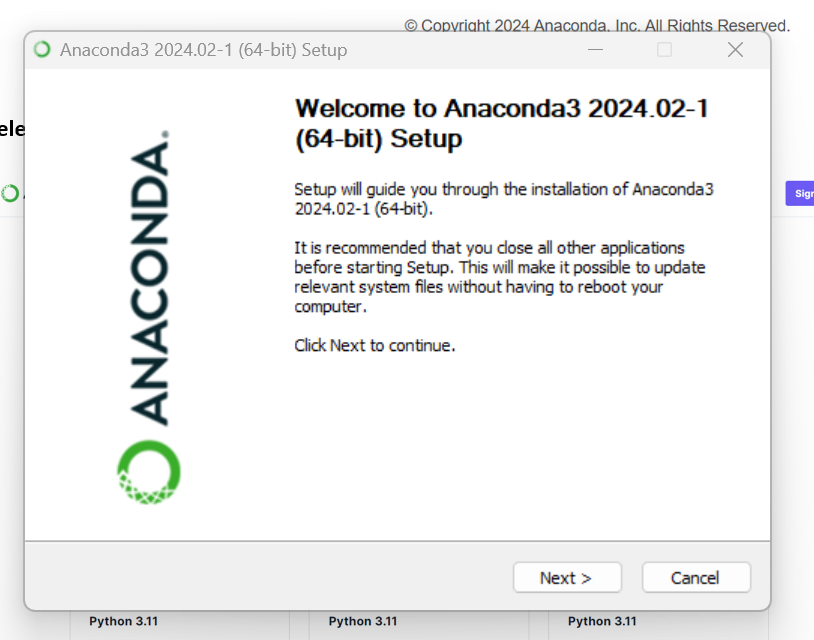 © Copyright 2024 Anaconda, Inc. All Rights Reserved.
Anaconda3 2024.02-1 (64-bit) Setup
Welcome to Anaconda3 2024.02-1
(64-bit) Setup
Setup will guide you through the installation of Anaconda3
2024.02-1 (64-bit).
It is recommended that you close all other applications
before starting Setup. This will make it possible to update
relevant system files without having to reboot your
computer.
Click Next to continue.
ANACONDA.
Next >
Cancel
Python 3.11
Python 3.11
Python 3.11